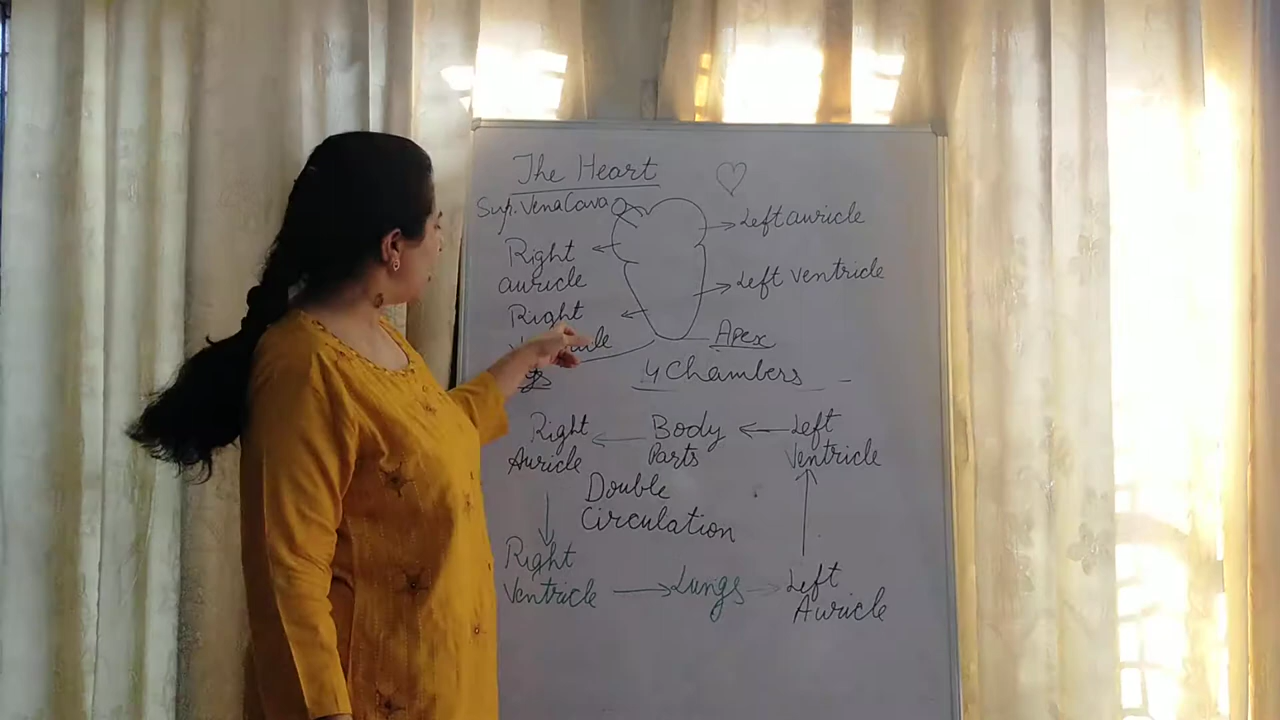 The Heart
Sup. Vena Cava
Left auricle
Right
auricle
Left ventricle
Right
Apex
4 Chambers
Right
Auricle
Body
Parts
Left
Ventricle
Double
Circulation
Right
Ventricle
Lungs
Left
Auricle